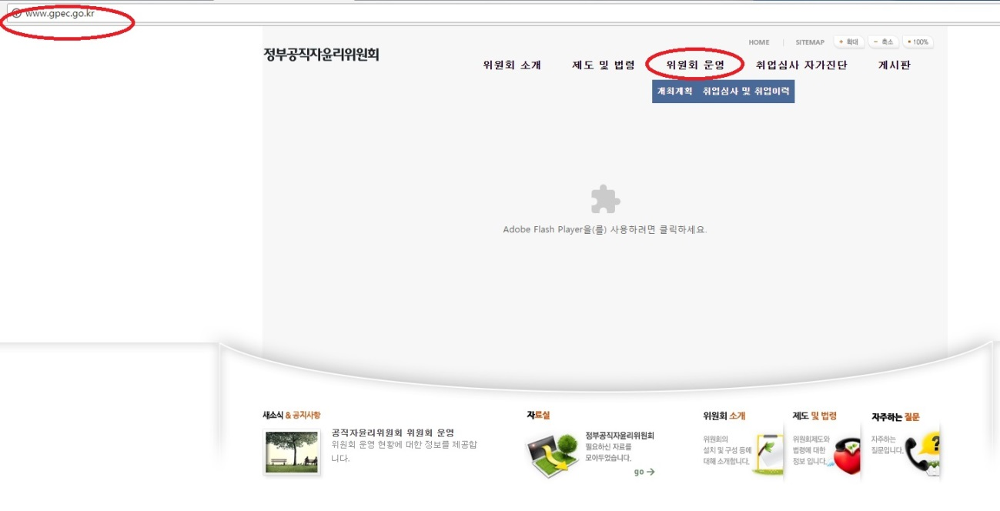 www.gpec.go.kr
HOME | SITEMAP + 확대 - 축소 • 100%
정부공직자윤리위원회
위원회 소개 제도 및 법령 위원회 운영 취업심사 자가진단 게시판
개최계획 취업심사 및 취업이력
Adobe Flash Player을(를) 사용하려면 클릭하세요.
새소식 & 공지사항
공직자윤리위원회 위원회 운영
위원회 운영 현황에 대한 정보를 제공합
니다.
자료실
정부공직자윤리위원회
필요하신 자료를
모아두었습니다.
go →
위원회 소개
위원회의
설치 및 구성 등에
대해 소개합니다.
제도 및 법령
위원회제도와
법령에 대한
정보 입니다.
자주하는 질문
자주하는
질문입니다.
?